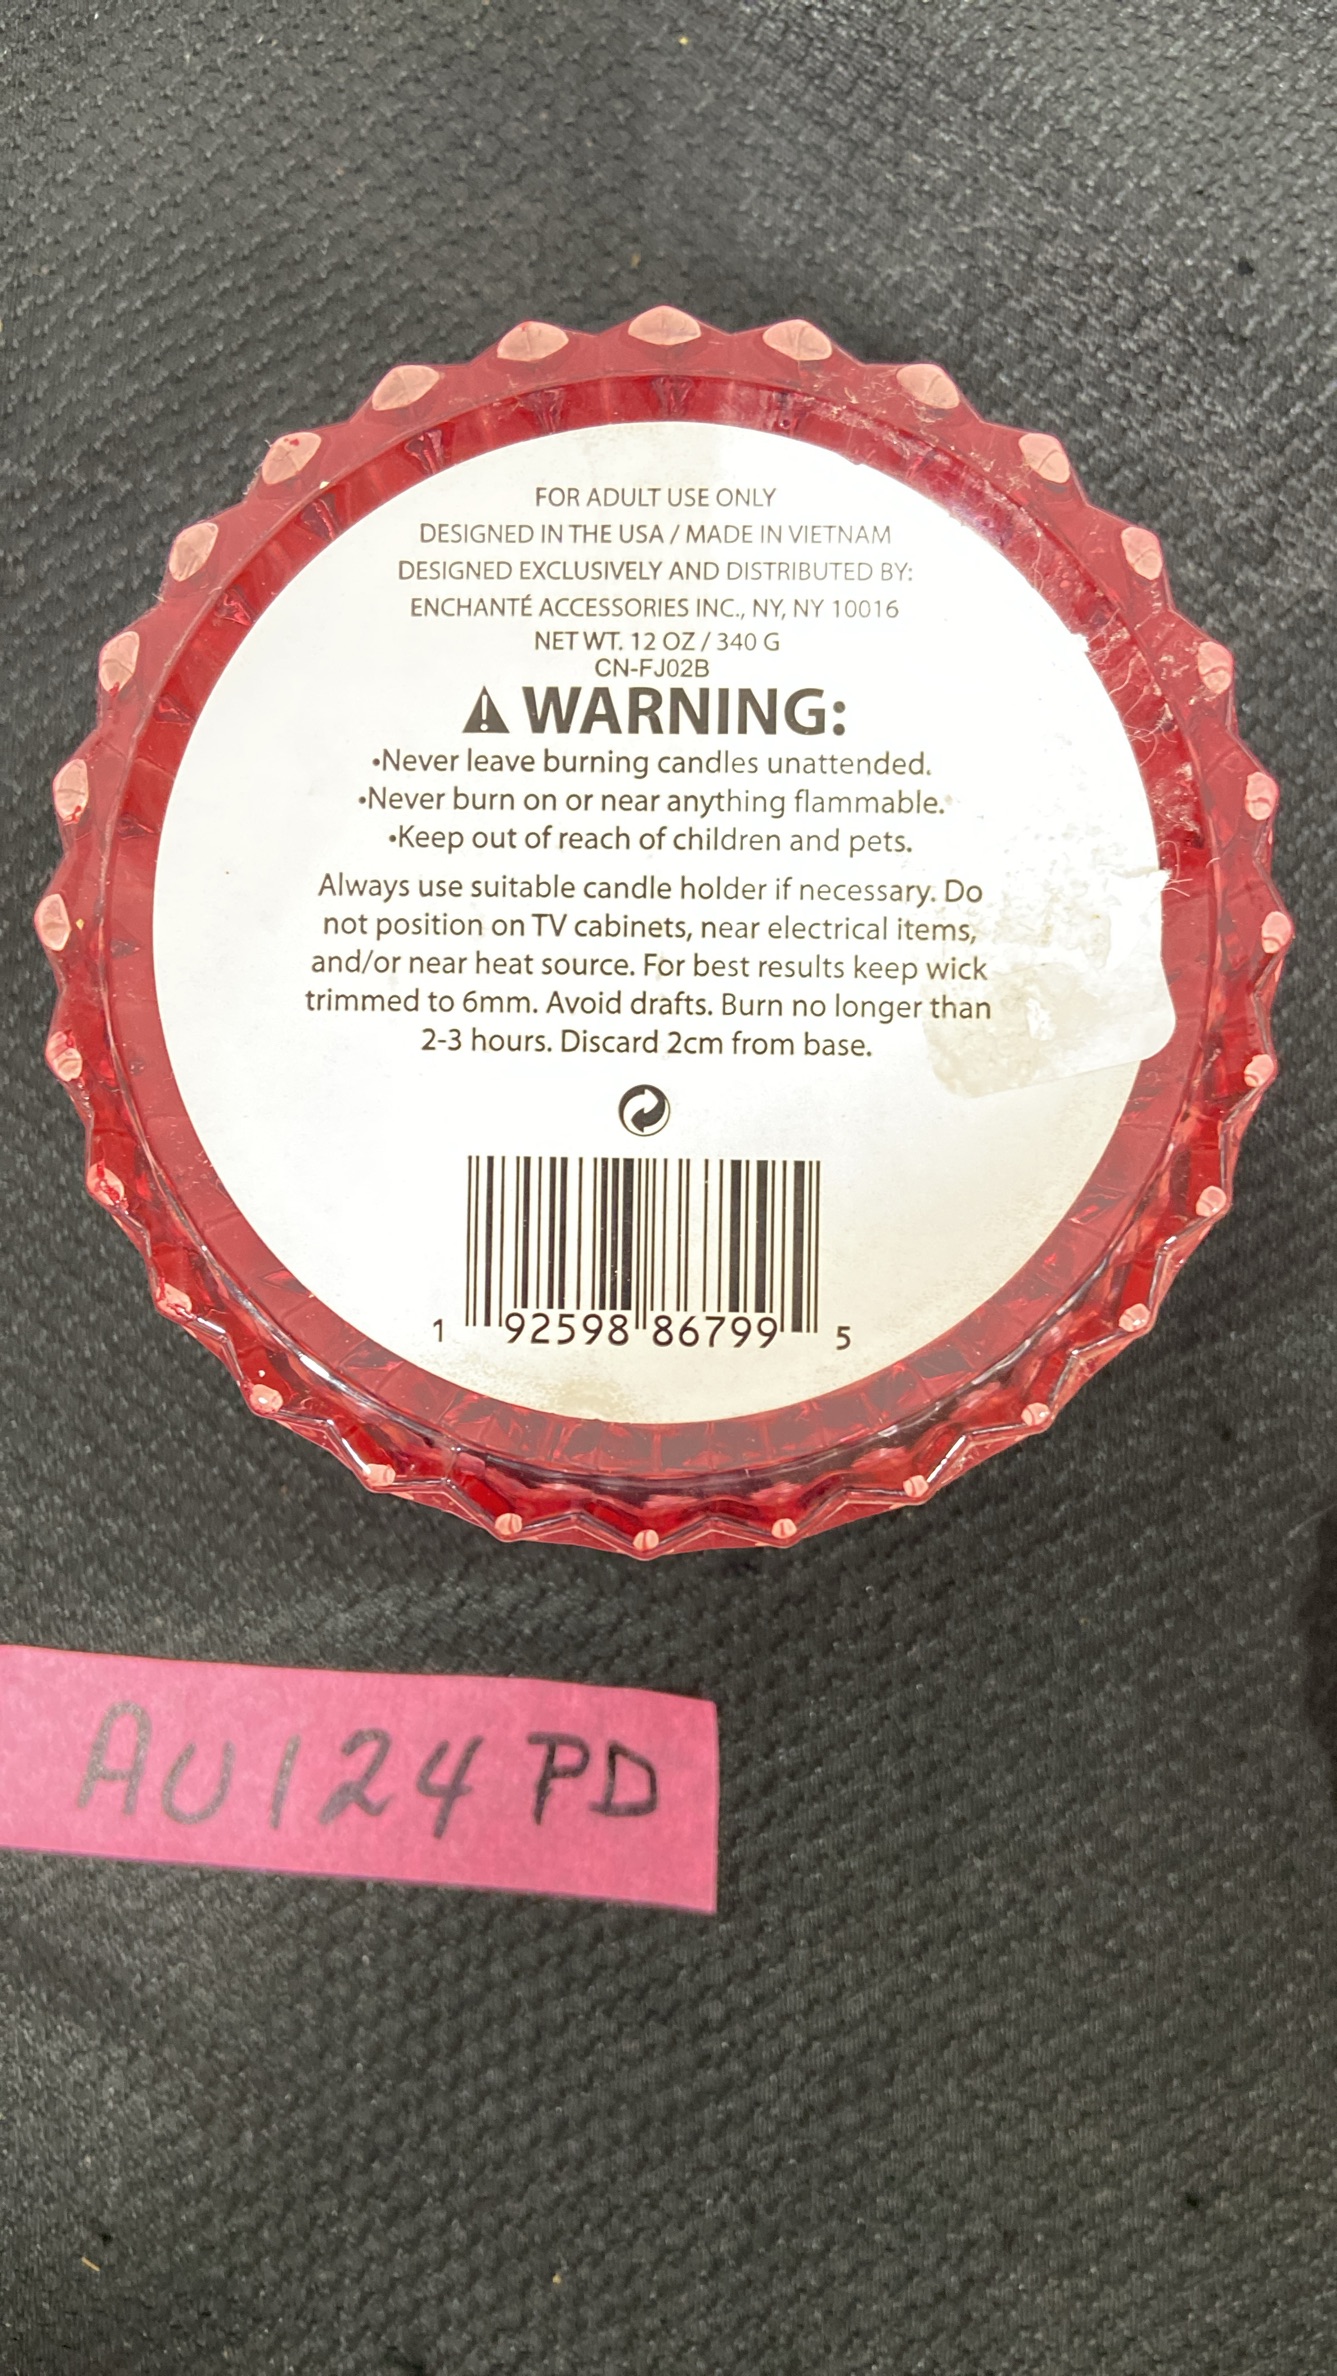 FOR ADULT USE ONLY
DESIGNED IN THE USA / MADE IN VIETNAM
DESIGNED EXCLUSIVELY AND DISTRIBUTED BY:
ENCHANTÉ ACCESSORIES INC., NY, NY 10016
NET WT. 12 OZ / 340 G
CN-FJ02B
WARNING:
•Never leave burning candles unattended.
•Never burn on or near anything flammable.
•Keep out of reach of children and pets.
Always use suitable candle holder if necessary. Do
not position on TV cabinets, near electrical items,
and/or near heat source. For best results keep wick
trimmed to 6mm. Avoid drafts. Burn no longer than
2-3 hours. Discard 2cm from base.
1 92598 86799 5
AU124 PD